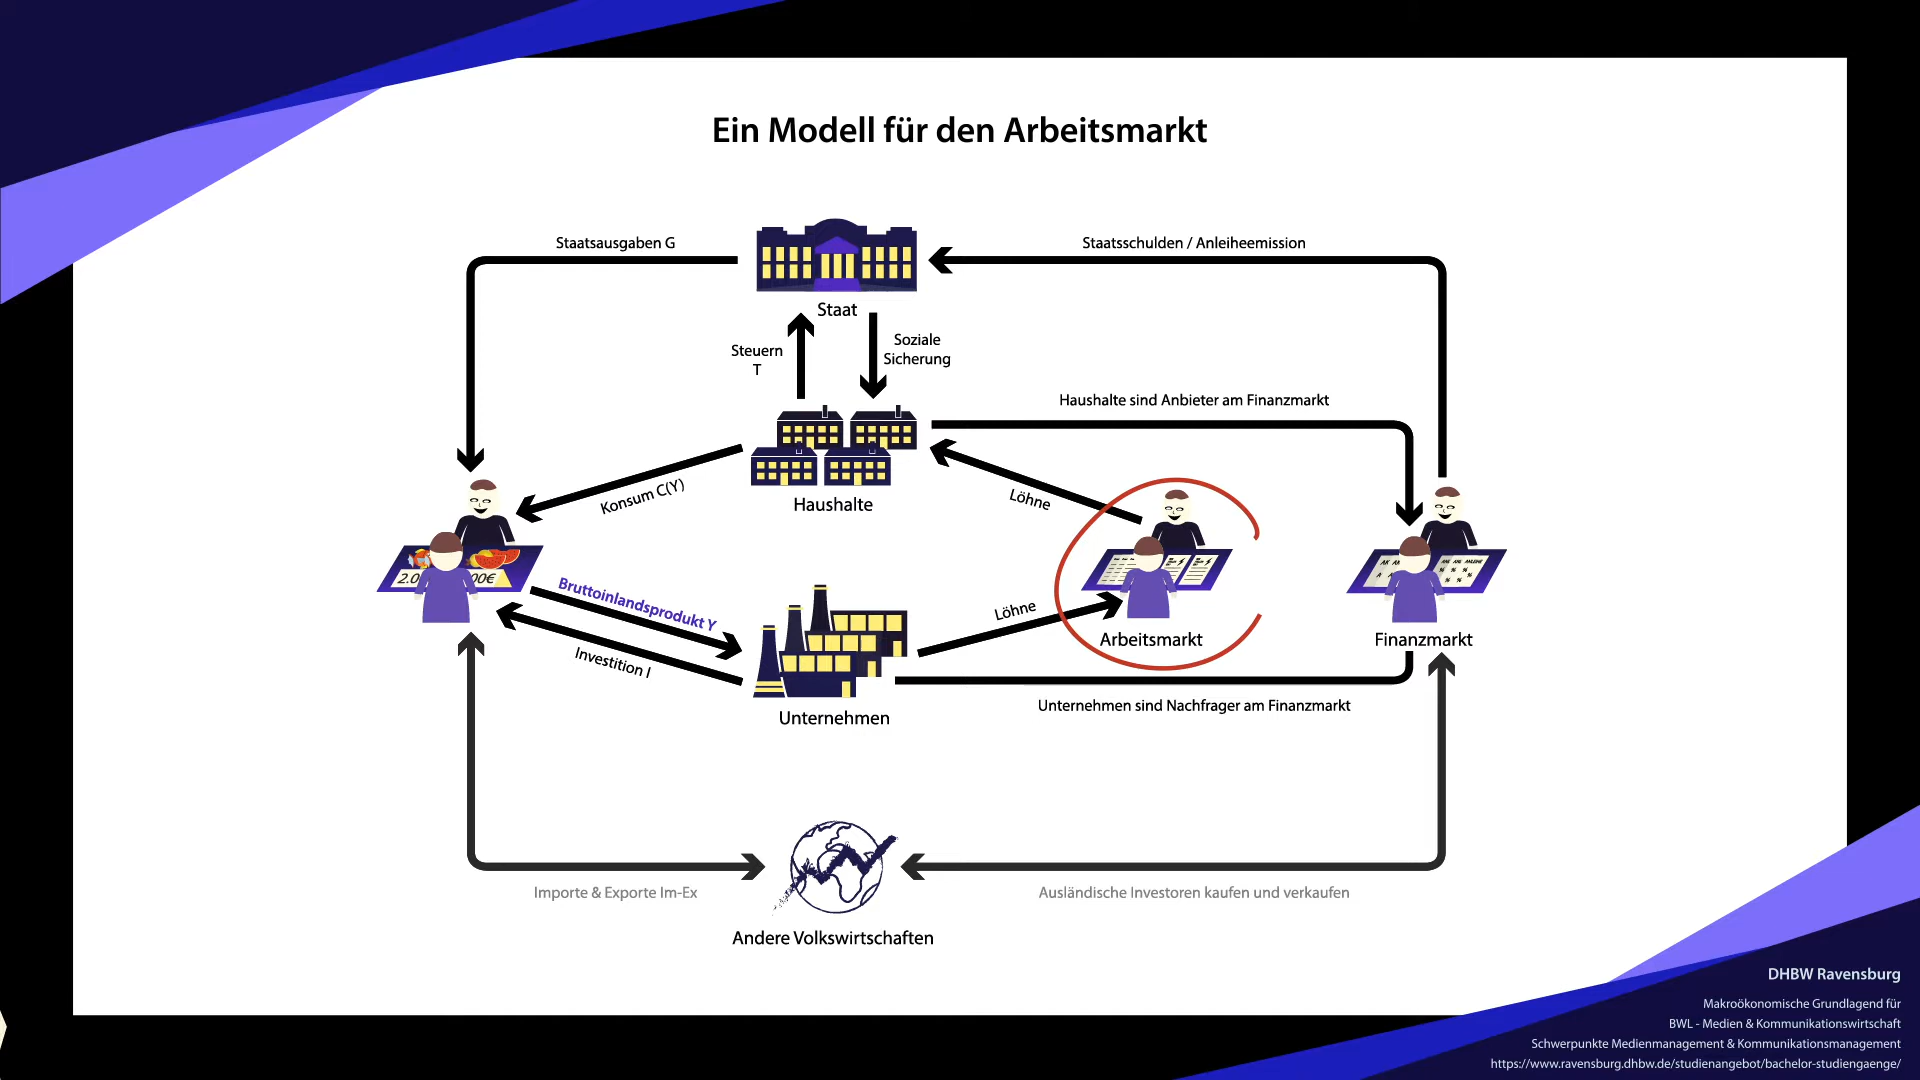 Ein Modell für den Arbeitsmarkt
Staatsausgaben G
Staatsschulden / Anleiheemission
Staat
Steuern
T
Soziale
Sicherung
Haushalte sind Anbieter am Finanzmarkt
Konsum C(Y)
Haushalte
Löhne
2.0
00€
Bruttoinlandsprodukt Y
Investition I
Löhne
Arbeitsmarkt
Finanzmarkt
Unternehmen
Unternehmen sind Nachfrager am Finanzmarkt
Importe & Exporte Im-Ex
Ausländische Investoren kaufen und verkaufen
Andere Volkswirtschaften
DHBW Ravensburg
Makroökonomische Grundlagend für
BWL - Medien & Kommunikationswirtschaft
Schwerpunkte Medienmanagement & Kommunikationsmanagement
https://www.ravensburg.dhbw.de/studienangebot/bachelor-studiengaenge/